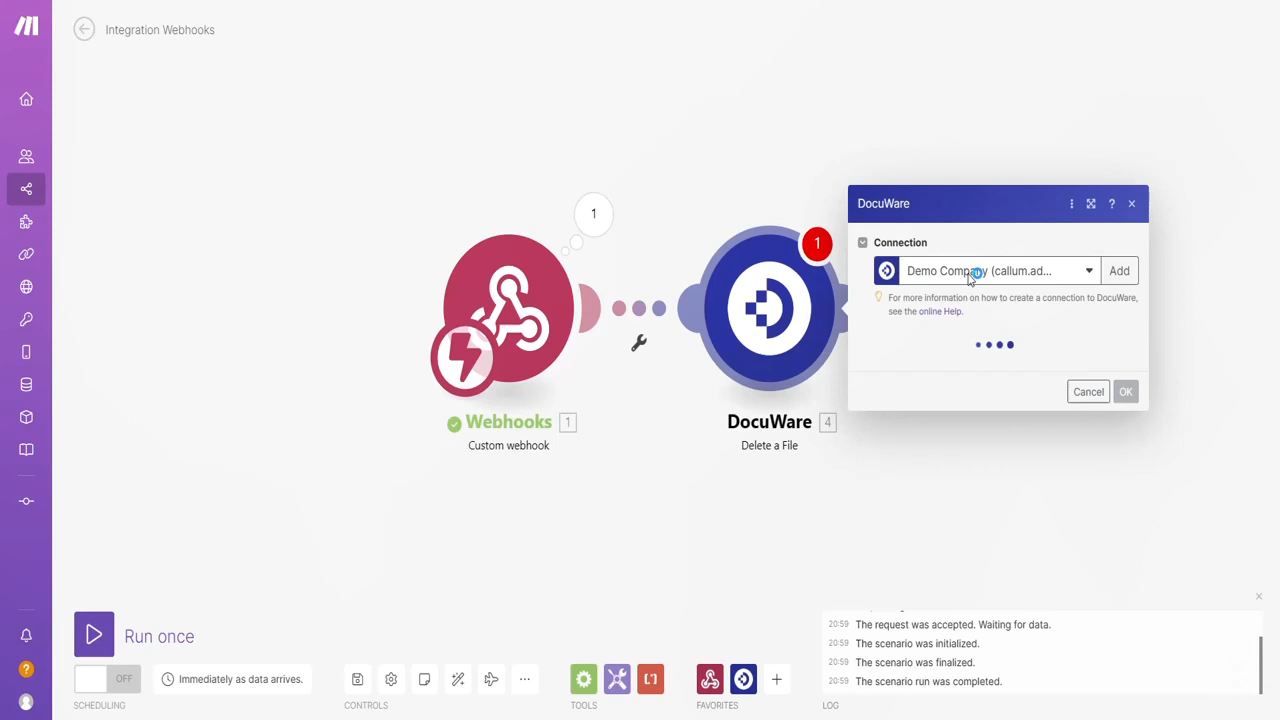 Integration Webhooks
1
1
DocuWare
?
Connection
Demo Company (callum.ad...
Add
For more information on how to create a connection to DocuWare,
see the online Help.
Cancel
OK
Webhooks 1
Custom webhook
DocuWare 4
Delete a File
Run once
OFF
Immediately as data arrives.
SCHEDULING
CONTROLS
TOOLS
FAVORITES
20:59 The request was accepted. Waiting for data.
20:59 The scenario was initialized.
20:59 The scenario was finalized.
20:59 The scenario run was completed.
LOG